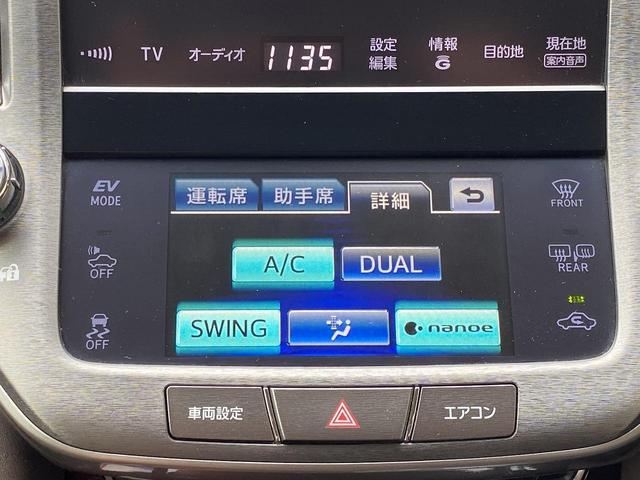 TV
オーディオ
1135
設定
編集
情報
G
目的地
現在地
案内音声
EV
MODE
運転席
助手席
詳細
FRONT
OFF
A/C
DUAL
REAR
OFF
SWING
nanoe
車両設定
エアコン